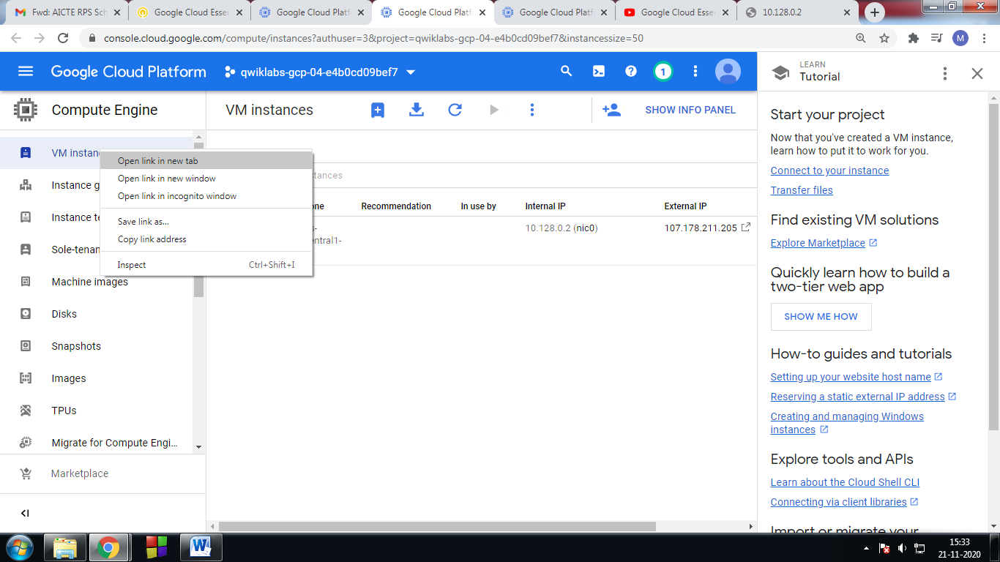 Fwd: AICTE RPS Sch
Google Cloud Essen
Google Cloud Platf
Google Cloud Platf
Google Cloud Platf
Google Cloud Essen
10.128.0.2
console.cloud.google.com/compute/instances?authuser=3&project=qwiklabs-gcp-04-e4b0cd09bef7&instancessize=50
M
Google Cloud Platform
qwiklabs-gcp-04-e4b0cd09bef7
1
LEARN
Tutorial
Compute Engine
VM instances
SHOW INFO PANEL
VM instan
Instance g
Instance te
Sole-tenan
Machine images
Disks
Snapshots
Images
TPUs
Migrate for Compute Engi...
Marketplace
Open link in new tab
Open link in new window
Open link in incognito window
Save link as...
Copy link address
Inspect Ctrl+Shift+I
tances
one Recommendation In use by Internal IP External IP
s- 10.128.0.2 (nic0) 107.178.211.205
entral1-
Start your project
Now that you've created a VM instance,
learn how to put it to work for you.
Connect to your instance
Transfer files
Find existing VM solutions
Explore Marketplace
Quickly learn how to build a
two-tier web app
SHOW ME HOW
How-to guides and tutorials
Setting up your website host name
Reserving a static external IP address
Creating and managing Windows
instances
Explore tools and APIs
Learn about the Cloud Shell CLI
Connecting via client libraries
Import or migrate your
15:33
21-11-2020